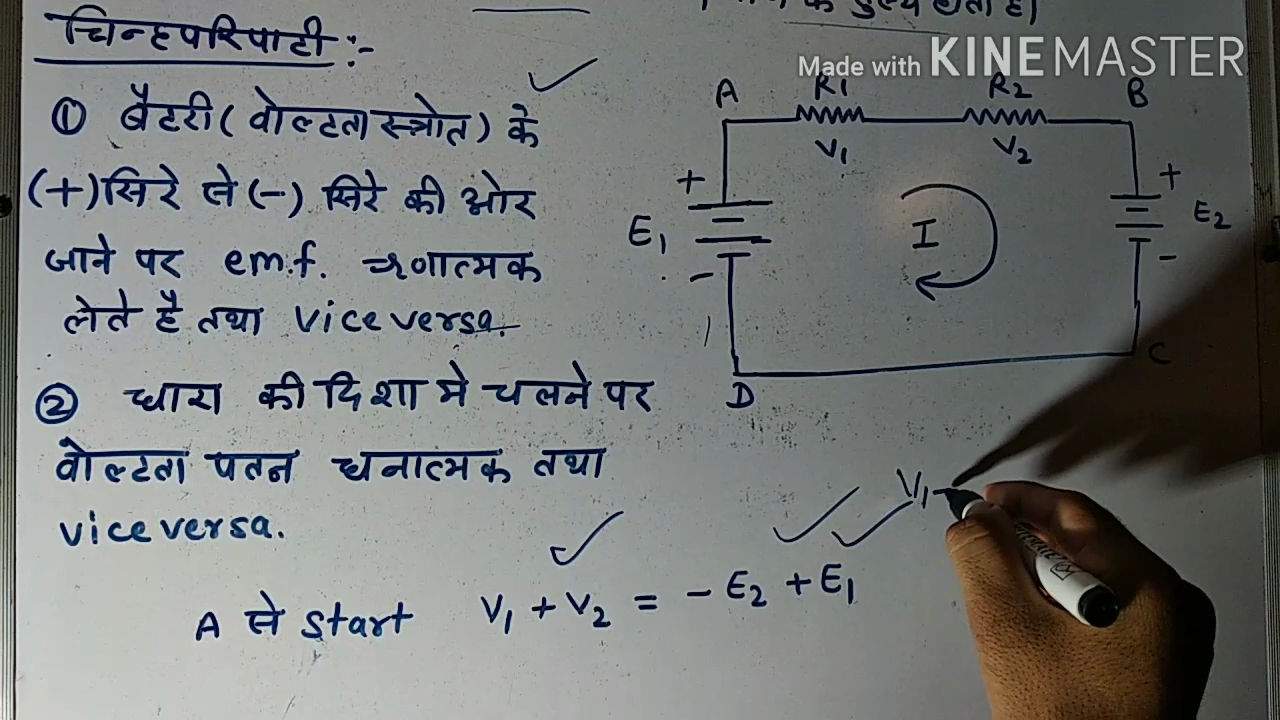 के तुल्य होता है।
चिन्हपरिपाटी :-
① बैटरी (वोल्टता स्त्रोत) के
(+) सिरे से (-) सिरे की ओर
जाने पर em.f. ऋणात्मक
लेते है तथा vice versa.
② धारा की दिशा मे चलने पर
वोल्टता पतन धनात्मक तथा
vice versa.
A से start V₁ + V₂ = - E₂ + E₁
V₁
Made with KINEMASTER
A R₁ R₂ B
V₁ V₂
+ +
E₁ I E₂
- -
D C